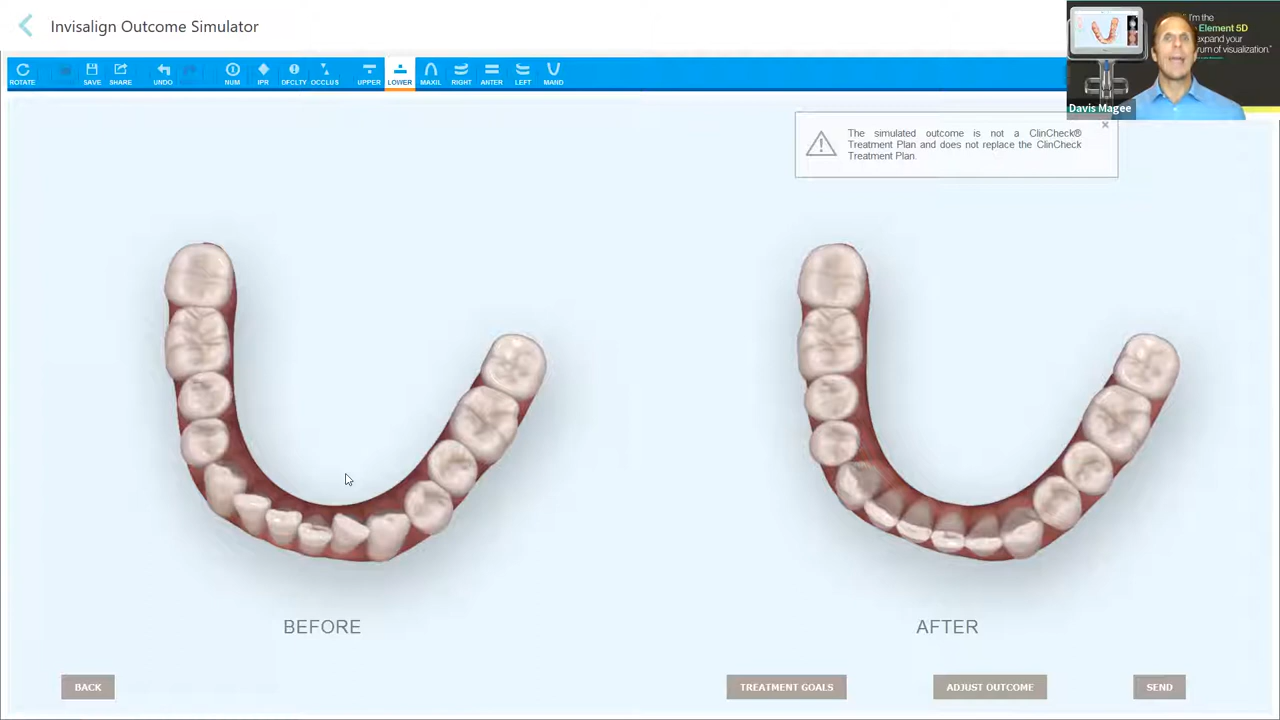 Invisalign Outcome Simulator
"I'm the
Element 5D
expand your
rum of visualization."
Davis Magee
ROTATE SAVE SHARE UNDO NUM IPR DFCLTY OCCLUS UPPER LOWER MAXIL RIGHT ANTER LEFT MAND
The simulated outcome is not a ClinCheck®
Treatment Plan and does not replace the ClinCheck
Treatment Plan.
BEFORE
AFTER
BACK
TREATMENT GOALS
ADJUST OUTCOME
SEND